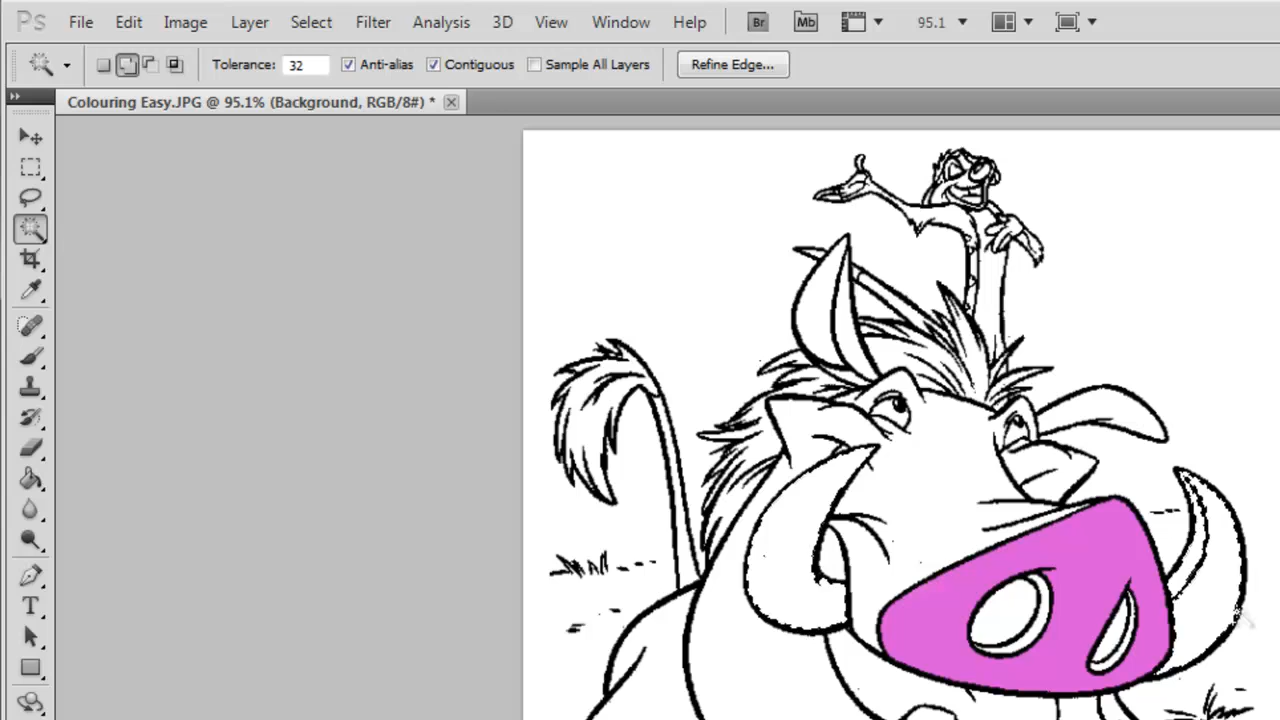 Ps File Edit Image Layer Select Filter Analysis 3D View Window Help Br Mb 95.1
Tolerance: 32 Anti-alias Contiguous Sample All Layers Refine Edge...
Colouring Easy.JPG @ 95.1% (Background, RGB/8#) *
T